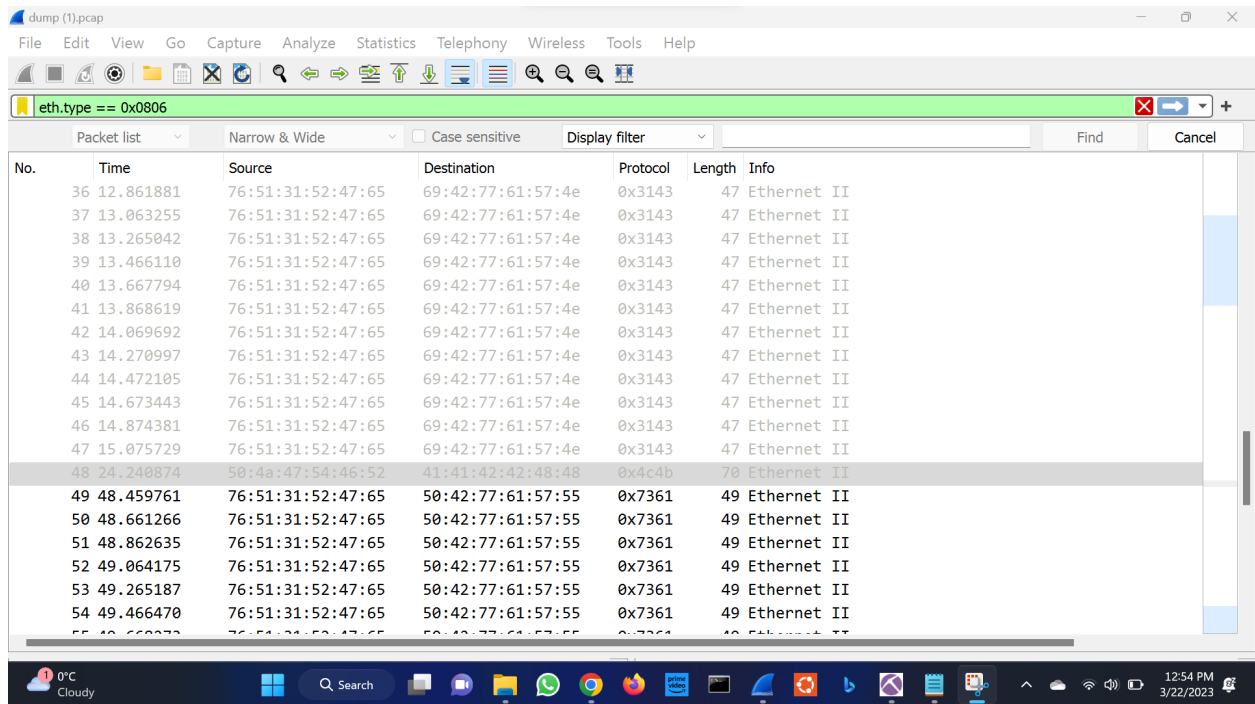 dump (1).pcap
File Edit View Go Capture Analyze Statistics Telephony Wireless Tools Help
eth.type == 0x0806
Packet list Narrow & Wide Case sensitive Display filter Find Cancel
No. Time Source Destination Protocol Length Info
36 12.861881 76:51:31:52:47:65 69:42:77:61:57:4e 0x3143 47 Ethernet II
37 13.063255 76:51:31:52:47:65 69:42:77:61:57:4e 0x3143 47 Ethernet II
38 13.265042 76:51:31:52:47:65 69:42:77:61:57:4e 0x3143 47 Ethernet II
39 13.466110 76:51:31:52:47:65 69:42:77:61:57:4e 0x3143 47 Ethernet II
40 13.667794 76:51:31:52:47:65 69:42:77:61:57:4e 0x3143 47 Ethernet II
41 13.868619 76:51:31:52:47:65 69:42:77:61:57:4e 0x3143 47 Ethernet II
42 14.069692 76:51:31:52:47:65 69:42:77:61:57:4e 0x3143 47 Ethernet II
43 14.270997 76:51:31:52:47:65 69:42:77:61:57:4e 0x3143 47 Ethernet II
44 14.472105 76:51:31:52:47:65 69:42:77:61:57:4e 0x3143 47 Ethernet II
45 14.673443 76:51:31:52:47:65 69:42:77:61:57:4e 0x3143 47 Ethernet II
46 14.874381 76:51:31:52:47:65 69:42:77:61:57:4e 0x3143 47 Ethernet II
47 15.075729 76:51:31:52:47:65 69:42:77:61:57:4e 0x3143 47 Ethernet II
48 24.240874 50:4a:47:54:46:52 41:41:42:42:48:48 0x4c4b 70 Ethernet II
49 48.459761 76:51:31:52:47:65 50:42:77:61:57:55 0x7361 49 Ethernet II
50 48.661266 76:51:31:52:47:65 50:42:77:61:57:55 0x7361 49 Ethernet II
51 48.862635 76:51:31:52:47:65 50:42:77:61:57:55 0x7361 49 Ethernet II
52 49.064175 76:51:31:52:47:65 50:42:77:61:57:55 0x7361 49 Ethernet II
53 49.265187 76:51:31:52:47:65 50:42:77:61:57:55 0x7361 49 Ethernet II
54 49.466470 76:51:31:52:47:65 50:42:77:61:57:55 0x7361 49 Ethernet II
1 0°C
Cloudy
Search
prime video
12:54 PM
3/22/2023